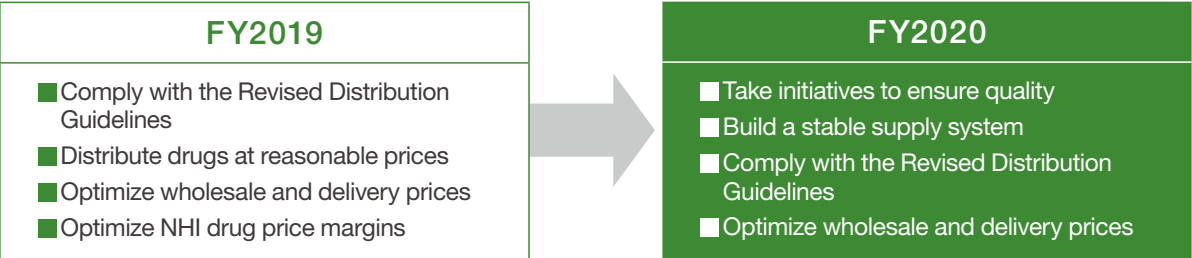 FY2019
Comply with the Revised Distribution
Guidelines
Distribute drugs at reasonable prices
Optimize wholesale and delivery prices
Optimize NHI drug price margins
FY2020
Take initiatives to ensure quality
Build a stable supply system
Comply with the Revised Distribution
Guidelines
Optimize wholesale and delivery prices